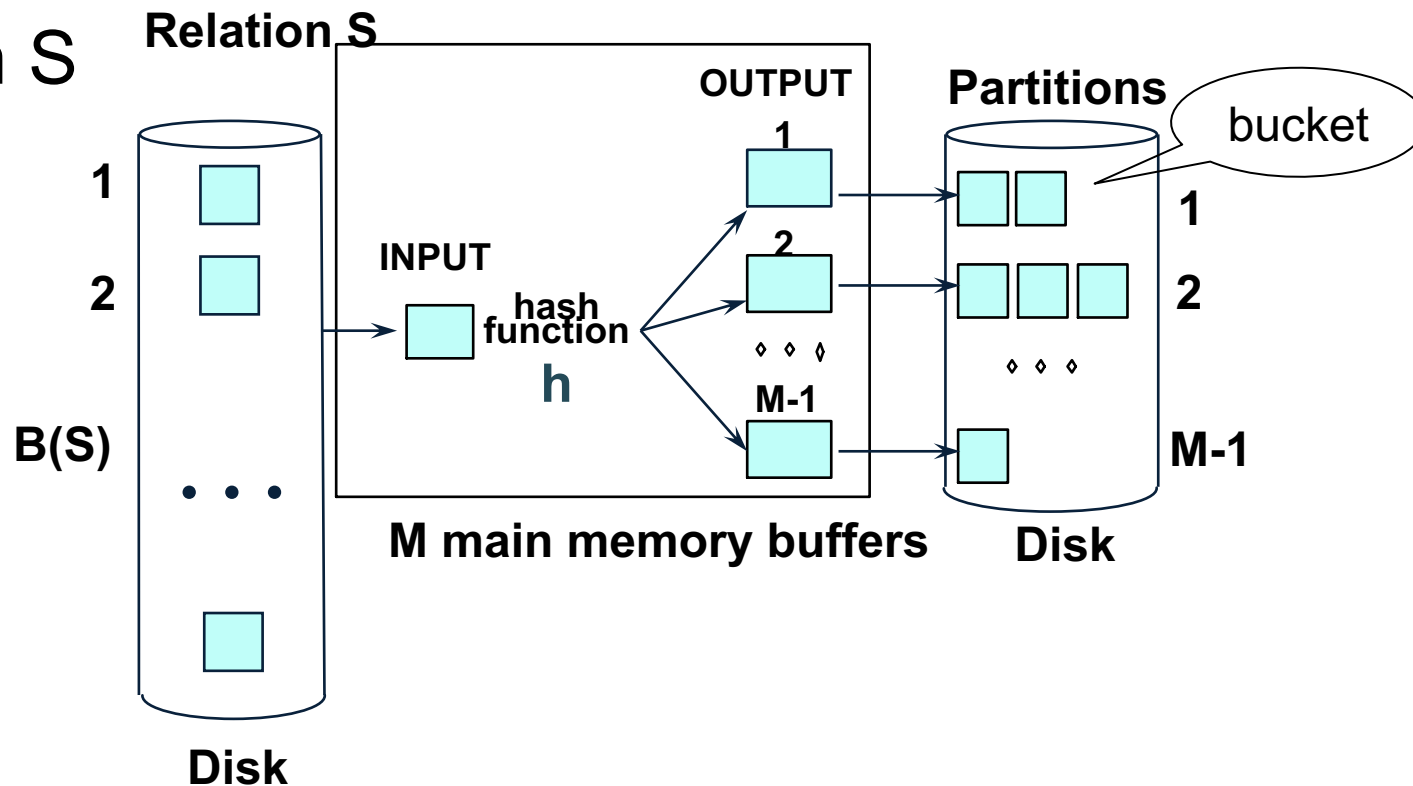 n S
Relation S
OUTPUT
Partitions
bucket
1
1
1
2
INPUT
2
2
hash
function
h
M-1
B(S)
M-1
M main memory buffers
Disk
Disk